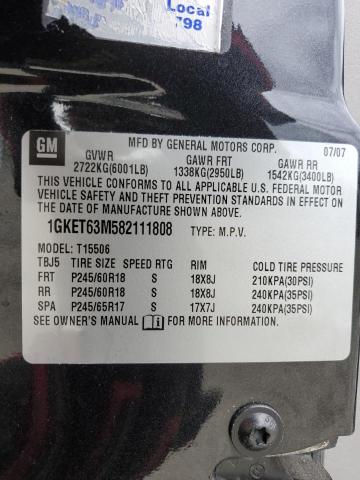 Local
798
GM
MFD BY GENERAL MOTORS CORP. 07/07
GVWR GAWR FRT GAWR RR
2722KG(6001LB) 1338KG(2950LB) 1542KG(3400LB)
THIS VEHICLE CONFORMS TO ALL APPLICABLE U.S. FEDERAL MOTOR
VEHICLE SAFETY AND THEFT PREVENTION STANDARDS IN EFFECT ON
THE DATE OF MANUFACTURE SHOWN ABOVE.
1GKET63M582111808 TYPE: M.P.V.
MODEL: T15506
TBJ5 TIRE SIZE SPEED RTG RIM COLD TIRE PRESSURE
FRT P245/60R18 S 18X8J 210KPA(30PSI)
RR P245/60R18 S 18X8J 240KPA(35PSI)
SPA P245/65R17 S 17X7J 240KPA(35PSI)
SEE OWNER'S MANUAL FOR MORE INFORMATION.